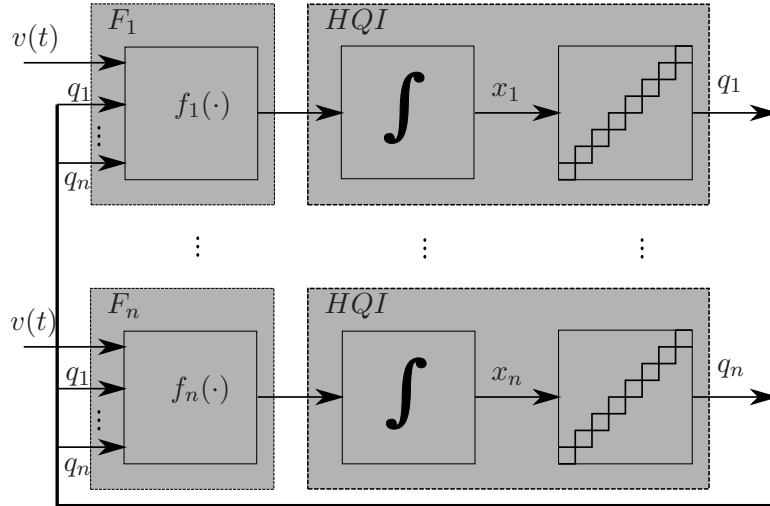 F₁ HQI
v(t)
q₁ f₁(·) ∫ x₁ q₁
⋮
qₙ
⋮ ⋮ ⋮
Fₙ HQI
v(t)
q₁ fₙ(·) ∫ xₙ qₙ
⋮
qₙ